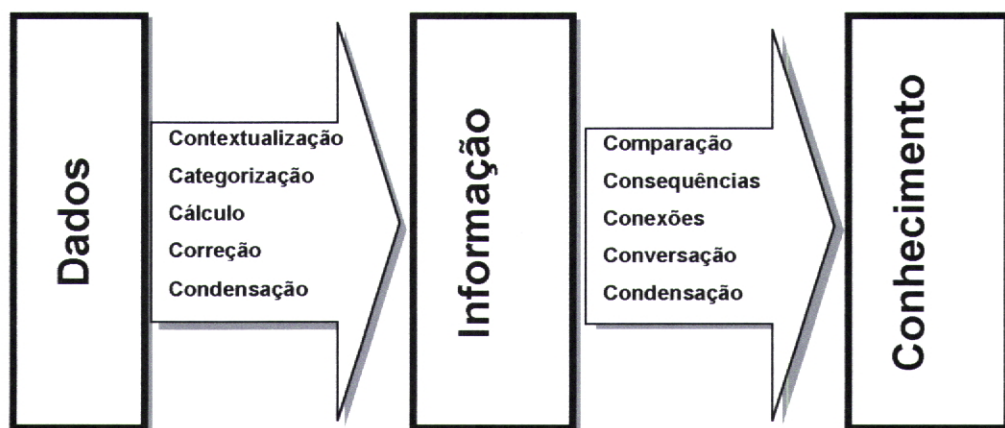 Dados
Contextualização
Categorização
Cálculo
Correção
Condensação
Informação
Comparação
Consequências
Conexões
Conversação
Condensação
Conhecimento